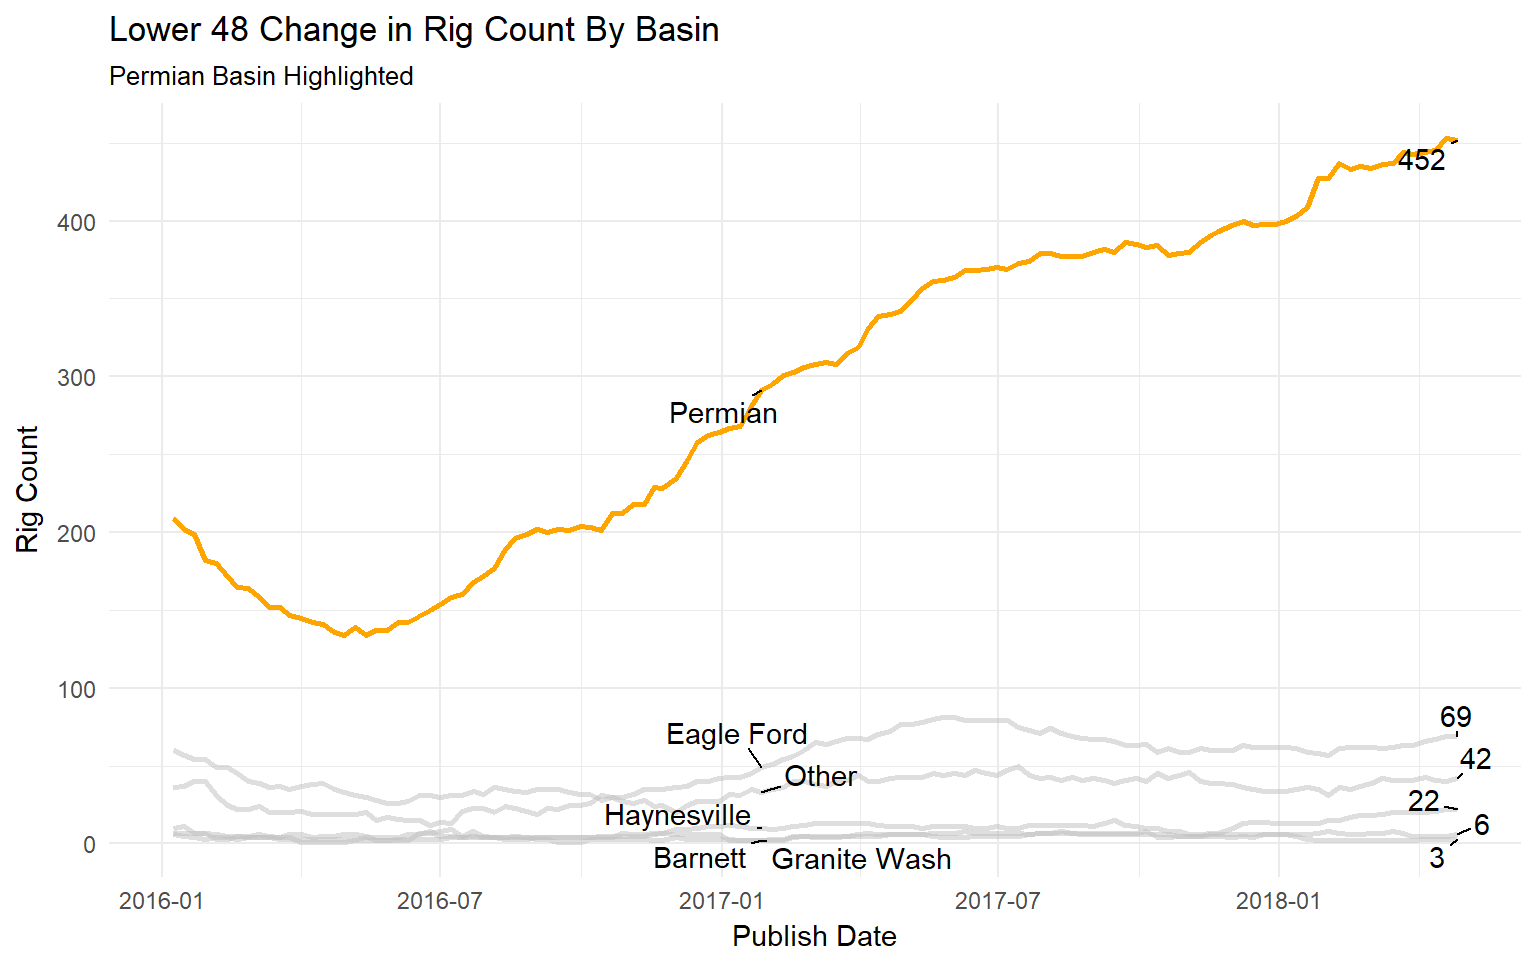 Lower 48 Change in Rig Count By Basin
Permian Basin Highlighted
Rig Count
400
300
200
100
0
452
Permian
Eagle Ford
Other
Haynesville
Barnett
Granite Wash
69
42
22
6
3
2016-01
2016-07
2017-01
2017-07
2018-01
Publish Date